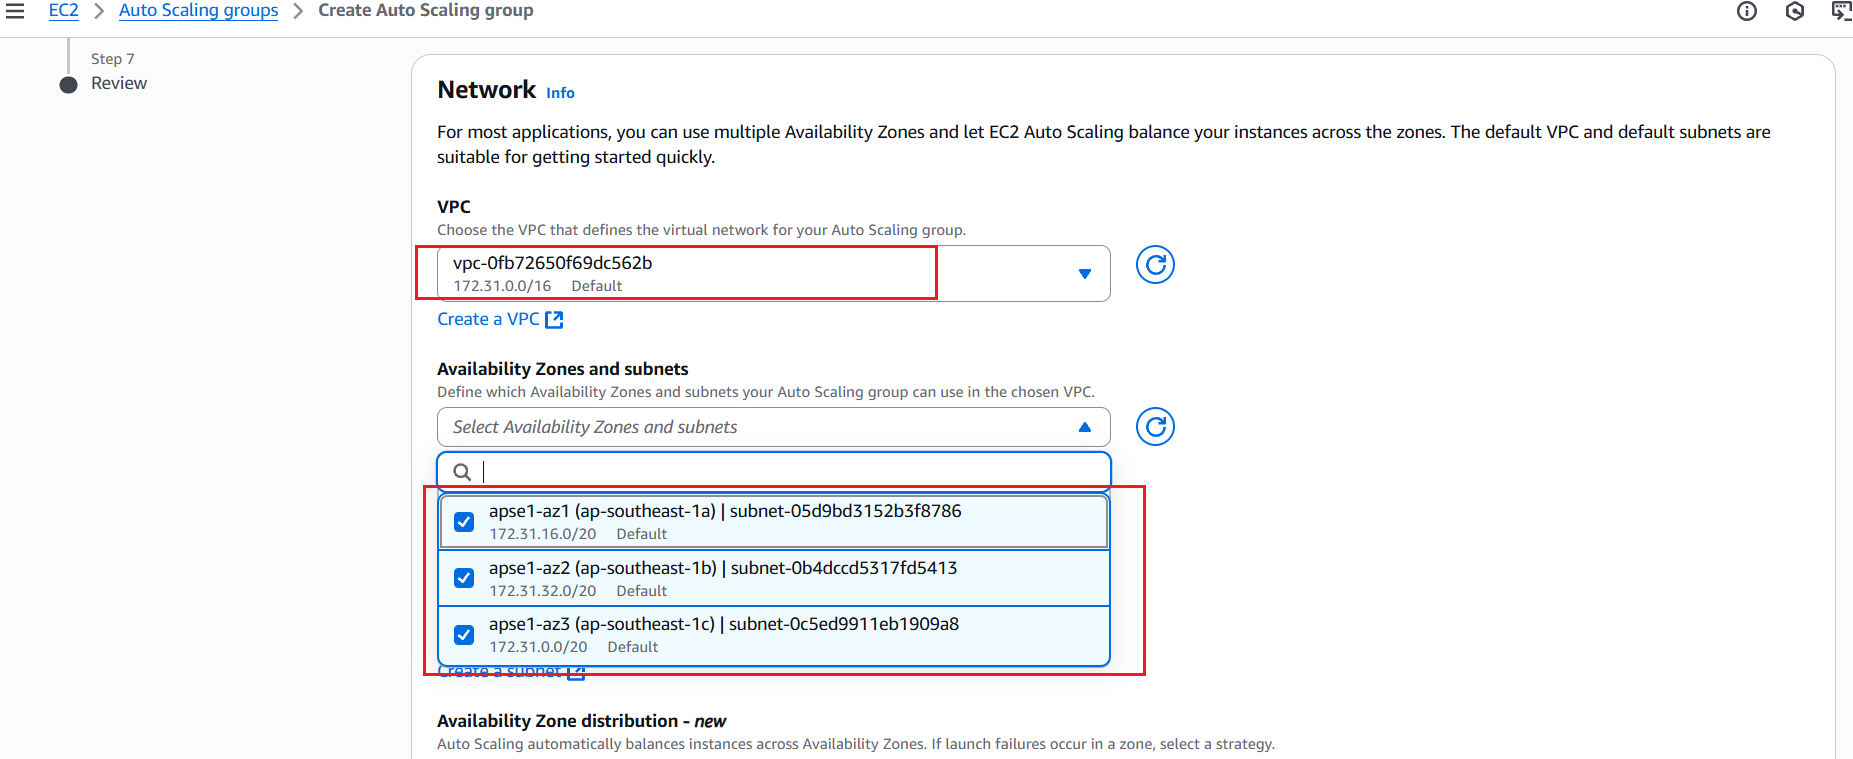 EC2 > Auto Scaling groups > Create Auto Scaling group
Step 7
Review
Network Info
For most applications, you can use multiple Availability Zones and let EC2 Auto Scaling balance your instances across the zones. The default VPC and default subnets are
suitable for getting started quickly.
VPC
Choose the VPC that defines the virtual network for your Auto Scaling group.
vpc-0fb72650f69dc562b
172.31.0.0/16 Default
Create a VPC
Availability Zones and subnets
Define which Availability Zones and subnets your Auto Scaling group can use in the chosen VPC.
Select Availability Zones and subnets
apse1-az1 (ap-southeast-1a) | subnet-05d9bd3152b3f8786
172.31.16.0/20 Default
apse1-az2 (ap-southeast-1b) | subnet-0b4dccd5317fd5413
172.31.32.0/20 Default
apse1-az3 (ap-southeast-1c) | subnet-0c5ed9911eb1909a8
172.31.0.0/20 Default
Create a subnet
Availability Zone distribution - new
Auto Scaling automatically balances instances across Availability Zones. If launch failures occur in a zone, select a strategy.